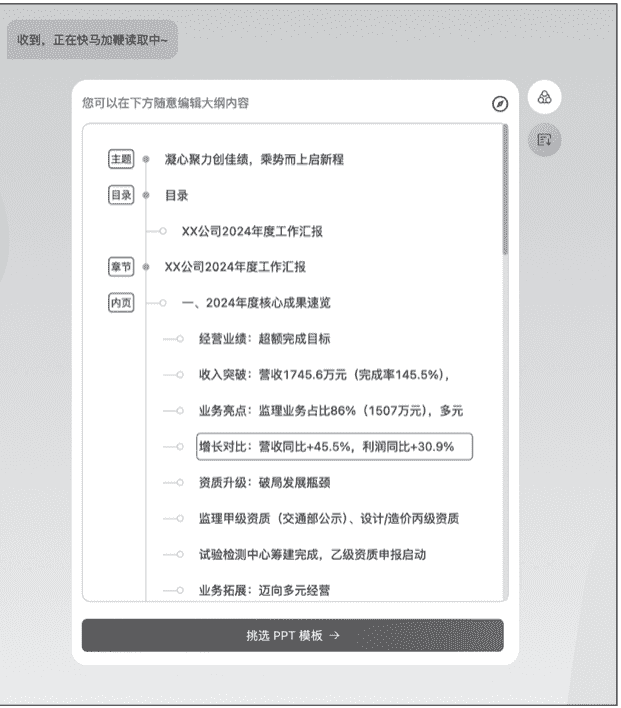 收到，正在快马加鞭读取中~
您可以在下方随意编辑大纲内容
主题 凝心聚力创佳绩，乘势而上启新程
目录 目录
XX公司2024年度工作汇报
章节 XX公司2024年度工作汇报
内页 一、2024年度核心成果速览
经营业绩：超额完成目标
收入突破：营收1745.6万元（完成率145.5%），
业务亮点：监理业务占比86%（1507万元），多元
增长对比：营收同比+45.5%，利润同比+30.9%
资质升级：破局发展瓶颈
监理甲级资质（交通部公示）、设计/造价丙级资质
试验检测中心筹建完成，乙级资质申报启动
业务拓展：迈向多元经营
挑选 PPT 模板 →